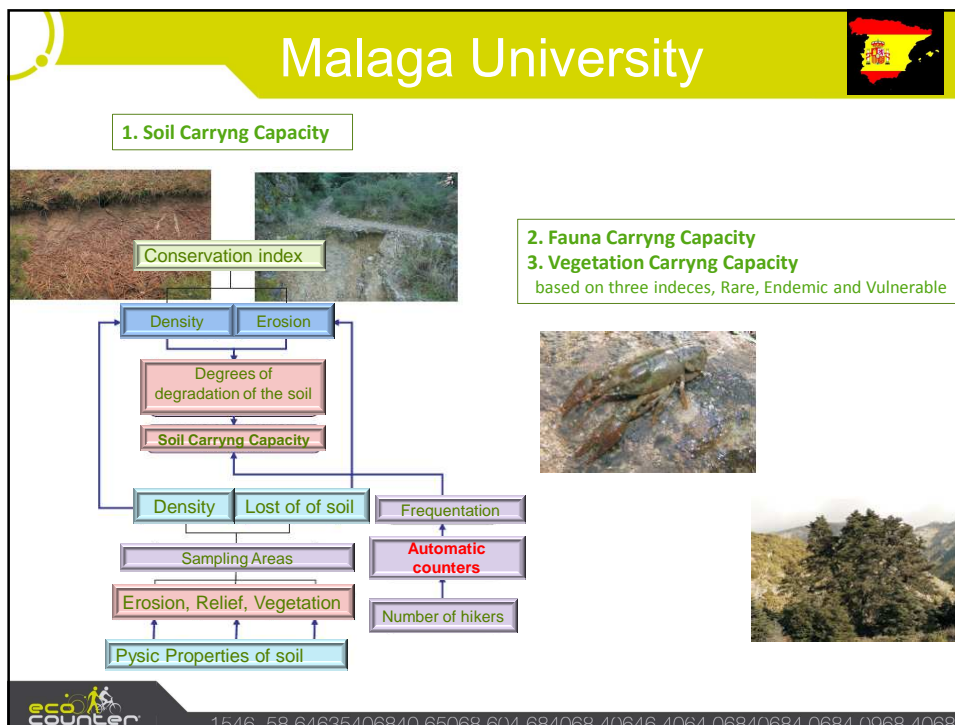 Malaga University
1. Soil Carryng Capacity
Conservation index
Density
Erosion
Degrees of
degradation of the soil
Soil Carryng Capacity
Density
Lost of of soil
Sampling Areas
Erosion, Relief, Vegetation
Pysic Properties of soil
Frequentation
Automatic
counters
Number of hikers
2. Fauna Carryng Capacity
3. Vegetation Carryng Capacity
based on three indeces, Rare, Endemic and Vulnerable
eco
counter